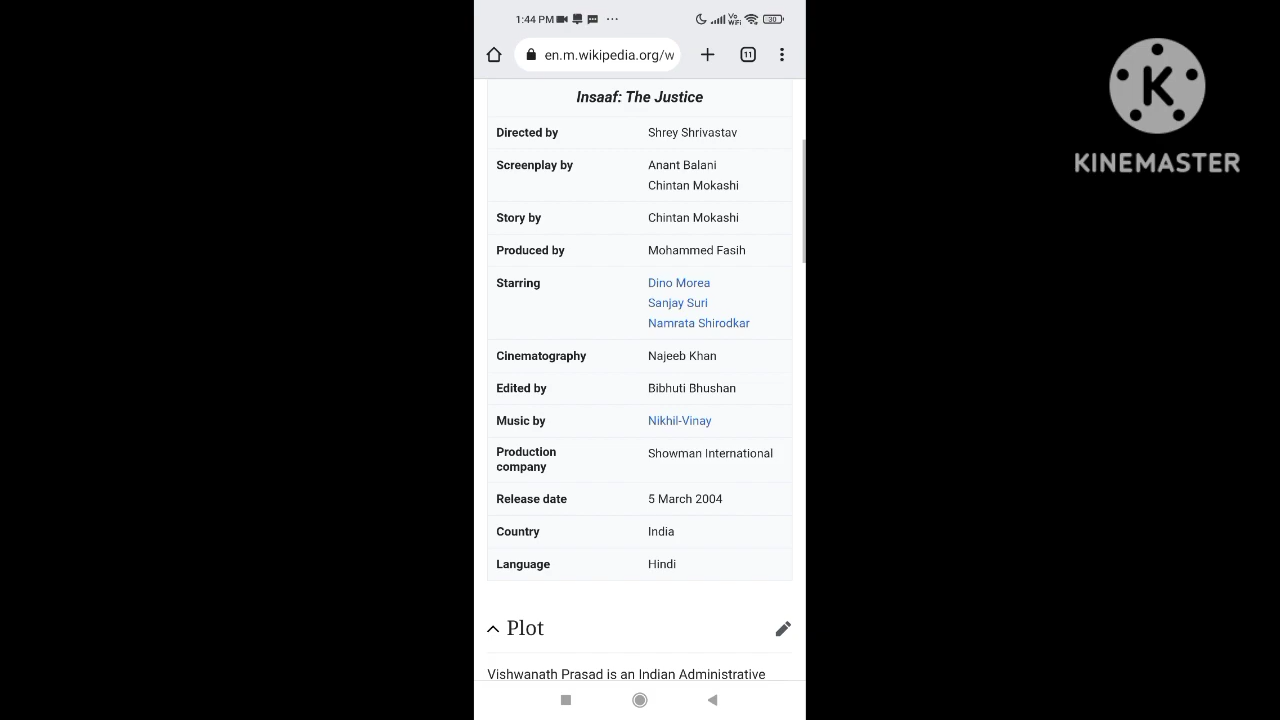 1:44 PM
Vo WiFi
30
en.m.wikipedia.org/w
11
KINEMASTER
Insaaf: The Justice
Directed by Shrey Shrivastav
Screenplay by Anant Balani
Chintan Mokashi
Story by Chintan Mokashi
Produced by Mohammed Fasih
Starring Dino Morea
Sanjay Suri
Namrata Shirodkar
Cinematography Najeeb Khan
Edited by Bibhuti Bhushan
Music by Nikhil-Vinay
Production company Showman International
Release date 5 March 2004
Country India
Language Hindi
Plot
Vishwanath Prasad is an Indian Administrative